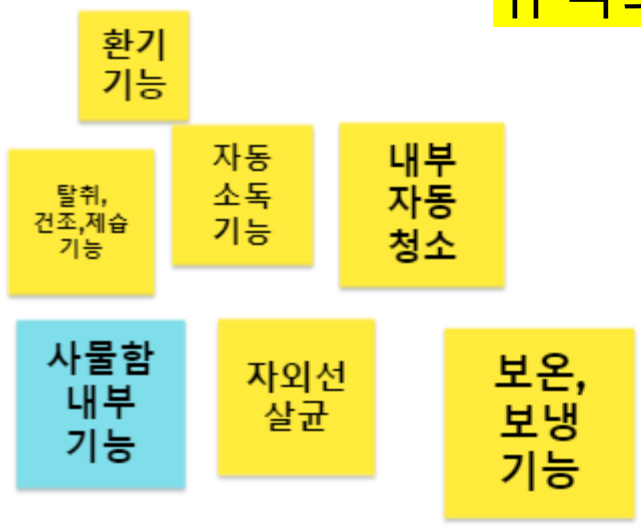 환기
기능
탈취,
건조,제습
기능
자동
소독
기능
내부
자동
청소
사물함
내부
기능
자외선
살균
보온,
보냉
기능